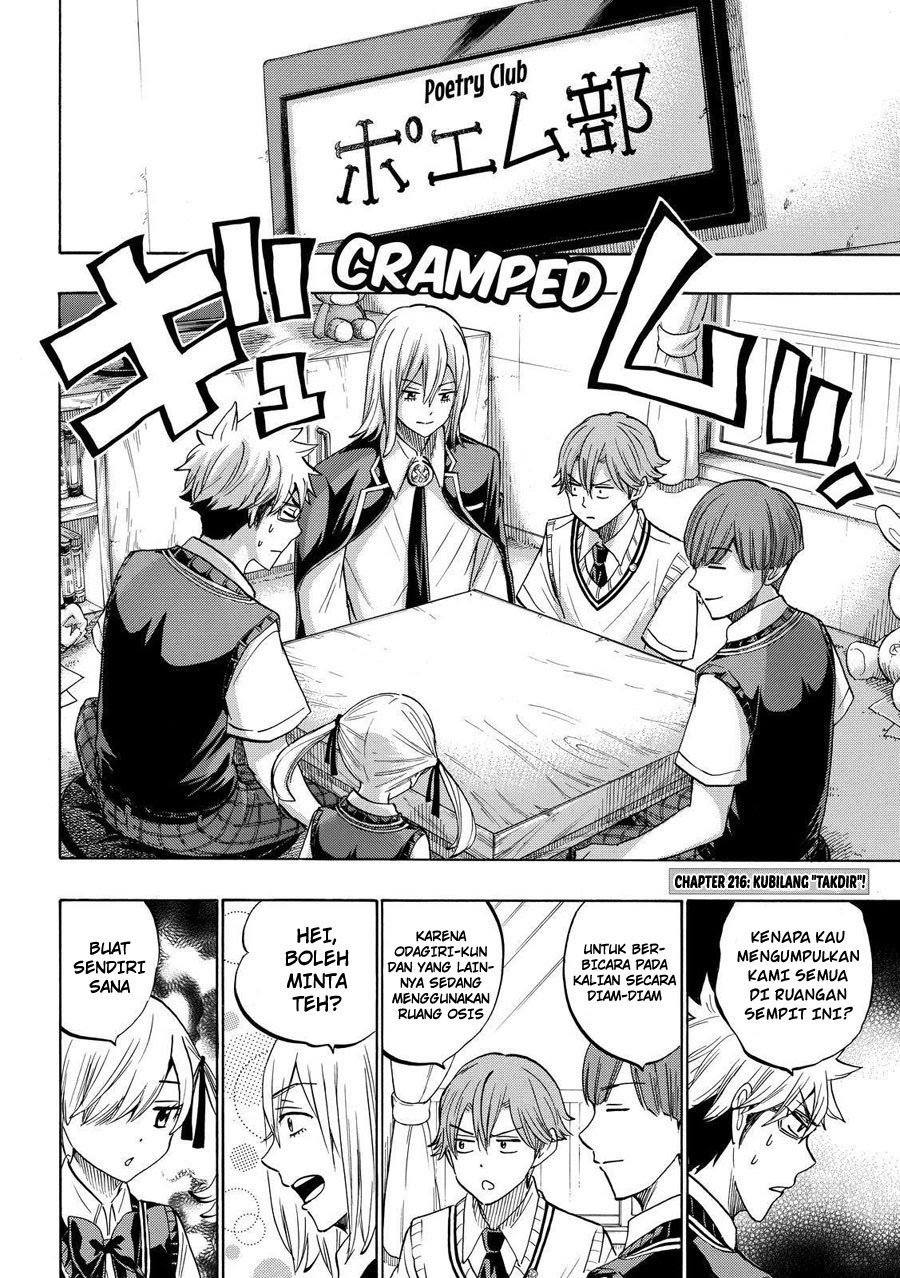 Poetry Club
ポエム部
ギュ
CRAMPED
ムッ
CHAPTER 216: KUBILANG "TAKDIR"!
KENAPA KAU
MENGUMPULKAN
KAMI SEMUA
DI RUANGAN
SEMPIT INI?
UNTUK BER-
BICARA PADA
KALIAN SECARA
DIAM-DIAM
KARENA
ODAGIRI-KUN
DAN YANG LAIN-
NYA SEDANG
MENGGUNAKAN
RUANG OSIS
HEI,
BOLEH
MINTA
TEH?
BUAT
SENDIRI
SANA